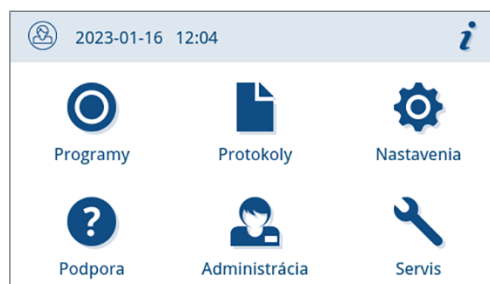 2023-01-16 12:04
Programy Protokoly Nastavenia
Podpora Administrácia Servis